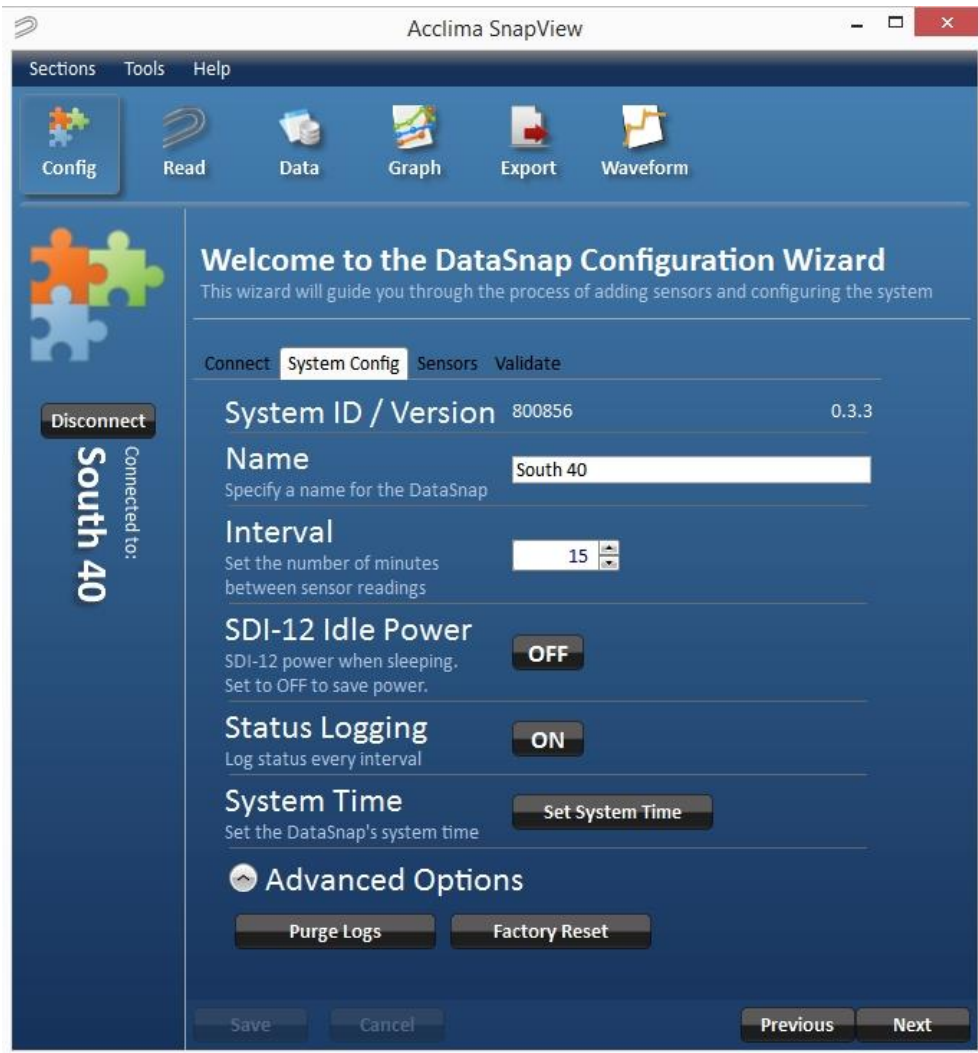 Acclima SnapView
Sections Tools Help
Config Read Data Graph Export Waveform
Welcome to the DataSnap Configuration Wizard
This wizard will guide you through the process of adding sensors and configuring the system
Disconnect
Connected to:
South 40
Connect System Config Sensors Validate
System ID / Version 800856 0.3.3
Name South 40
Specify a name for the DataSnap
Interval 15
Set the number of minutes
between sensor readings
SDI-12 Idle Power OFF
SDI-12 power when sleeping.
Set to OFF to save power.
Status Logging ON
Log status every interval
System Time Set System Time
Set the DataSnap's system time
Advanced Options
Purge Logs Factory Reset
Save Cancel Previous Next